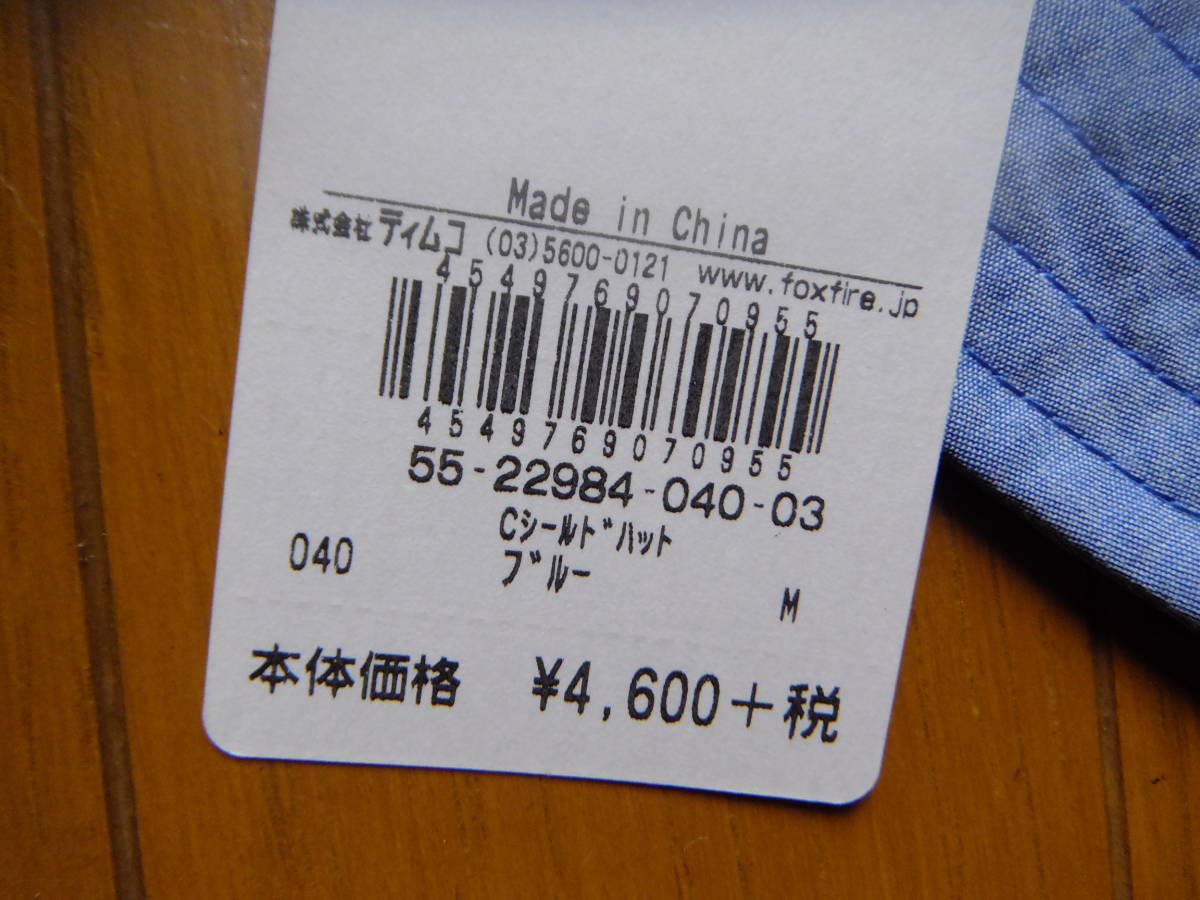 Made in China
株式会社 ティムコ (03)5600-0121 www.foxfire.jp
4549769070955
4549769070955
55-22984-040-03
Cシールドハット
040 ブルー M
本体価格 ¥4,600+税